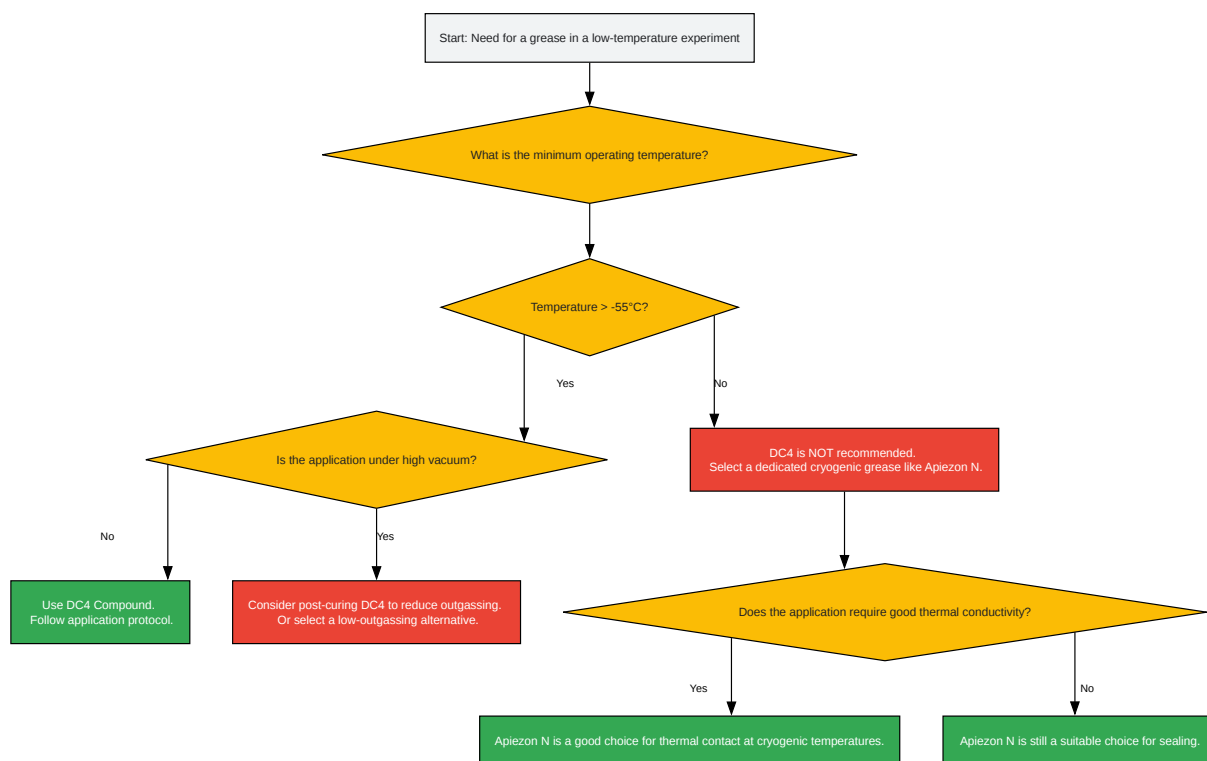 Start: Need for a grease in a low-temperature experiment
What is the minimum operating temperature?
Temperature > -55°C?
Yes
No
Is the application under high vacuum?
DC4 is NOT recommended.
Select a dedicated cryogenic grease like Apiezon N.
No
Yes
Use DC4 Compound.
Follow application protocol.
Consider post-curing DC4 to reduce outgassing.
Or select a low-outgassing alternative.
Does the application require good thermal conductivity?
Yes
No
Apiezon N is a good choice for thermal contact at cryogenic temperatures.
Apiezon N is still a suitable choice for sealing.